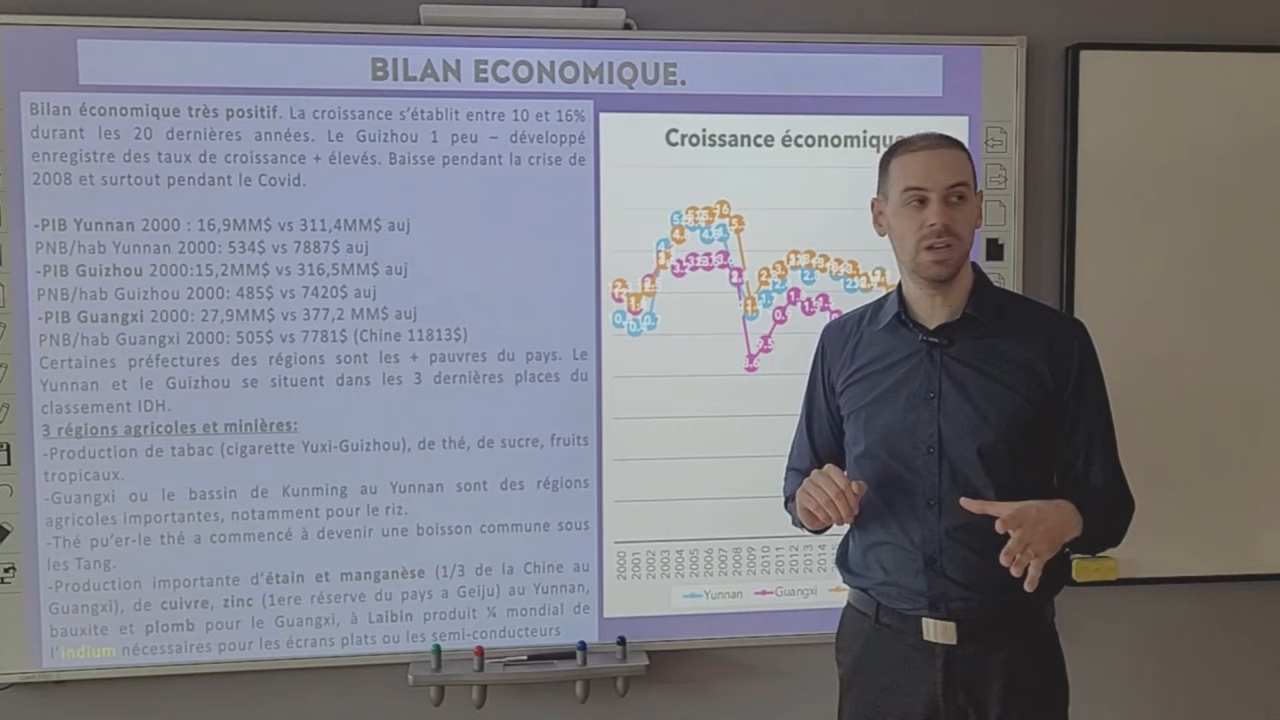 BILAN ECONOMIQUE.
Bilan économique très positif. La croissance s'établit entre 10 et 16%
durant les 20 dernières années. Le Guizhou 1 peu – développé
enregistre des taux de croissance + élevés. Baisse pendant la crise de
2008 et surtout pendant le Covid.
-PIB Yunnan 2000 : 16,9MM$ vs 311,4MM$ auj
PNB/hab Yunnan 2000: 534$ vs 7887$ auj
-PIB Guizhou 2000:15,2MM$ vs 316,5MM$ auj
PNB/hab Guizhou 2000: 485$ vs 7420$ auj
-PIB Guangxi 2000: 27,9MM$ vs 377,2 MM$ auj
PNB/hab Guangxi 2000: 505$ vs 7781$ (Chine 11813$)
Certaines préfectures des régions sont les + pauvres du pays. Le
Yunnan et le Guizhou se situent dans les 3 dernières places du
classement IDH.
3 régions agricoles et minières:
-Production de tabac (cigarette Yuxi-Guizhou), de thé, de sucre, fruits
tropicaux.
-Guangxi ou le bassin de Kunming au Yunnan sont des régions
agricoles importantes, notamment pour le riz.
-Thé pu'er-le thé a commencé à devenir une boisson commune sous
les Tang.
-Production importante d'étain et manganèse (1/3 de la Chine au
Guangxi), de cuivre, zinc (1ere réserve du pays a Geiju) au Yunnan,
bauxite et plomb pour le Guangxi, à Laibin produit ¼ mondial de
l'indium nécessaires pour les écrans plats ou les semi-conducteurs
Croissance économique
2000 2001 2002 2003 2004 2005 2006 2007 2008 2009 2010 2011 2012 2013 2014
Yunnan Guangxi